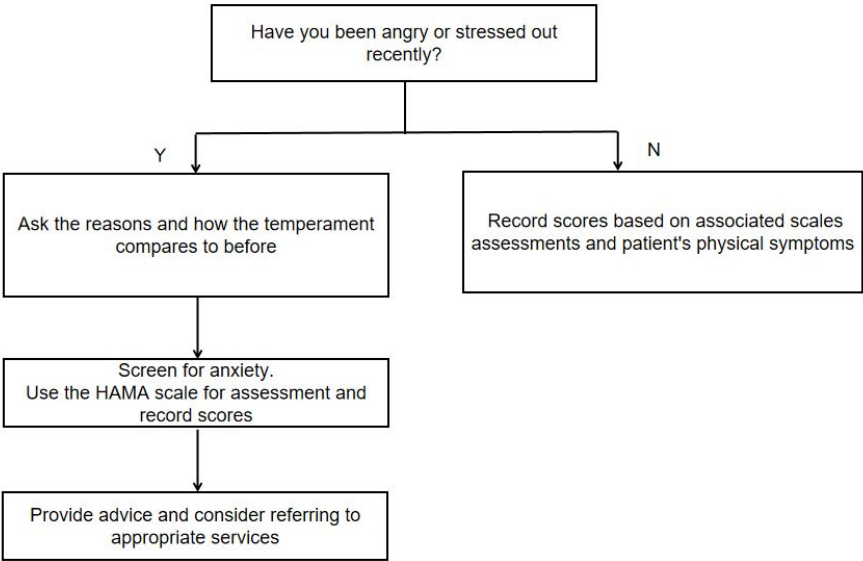 Have you been angry or stressed out
recently?
Y
N
Ask the reasons and how the temperament
compares to before
Record scores based on associated scales
assessments and patient's physical symptoms
Screen for anxiety.
Use the HAMA scale for assessment and
record scores
Provide advice and consider referring to
appropriate services